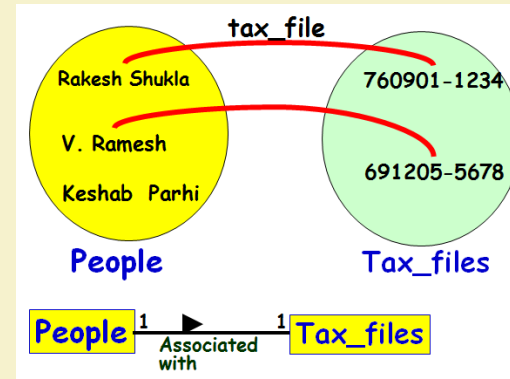 tax_file
Rakesh Shukla
760901-1234
V. Ramesh
691205-5678
Keshab Parhi
People
Tax_files
People 1 1 Tax_files
Associated
with